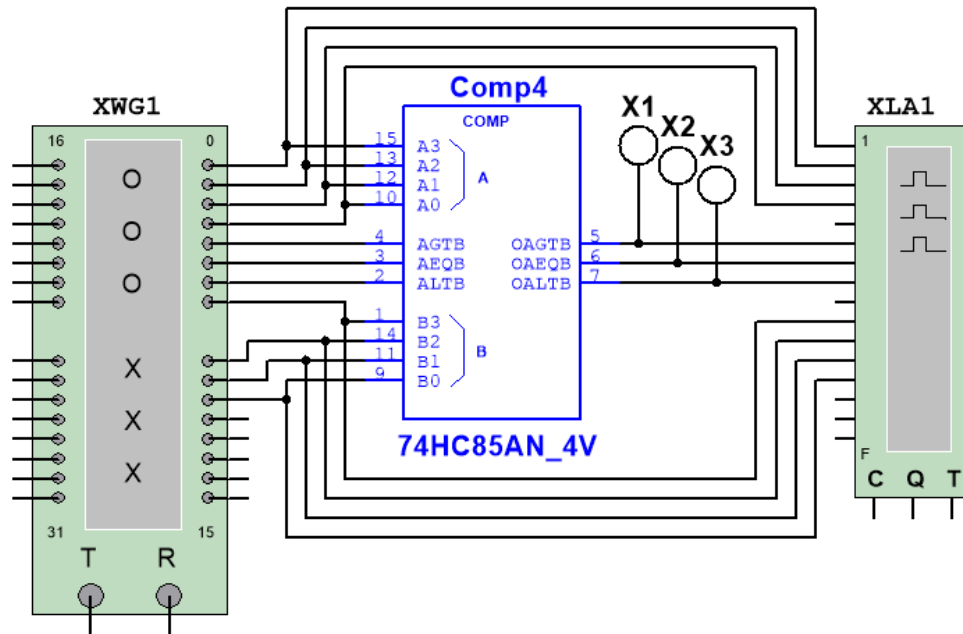 XWG1
16
0
O
O
O
X
X
X
31
15
T
R
Comp4
COMP
15 A3
13 A2
12 A1
10 A0
A
4 AGTB
3 AEQB
2 ALTB
OAGTB 5
OAEQB 6
OALTB 7
1 B3
14 B2
11 B1
9 B0
B
74HC85AN_4V
X1
X2
X3
XLA1
1
F
C Q T